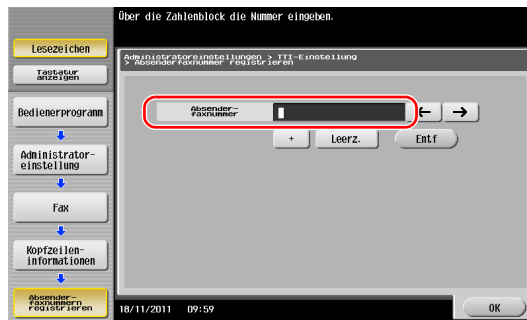 Über die Zahlenblock die Nummer eingeben.
Lesezeichen
Tastatur
anzeigen
Bedienerprogramm
Administrator-
einstellung
Fax
Kopfzeilen-
informationen
Absender-
faxnummern
registrieren
Administratoreinstellungen > TTI-Einstellung
> Absenderfaxnummer registrieren
Absender-
faxnummer
← →
+ Leerz. Entf
18/11/2011 09:59
OK